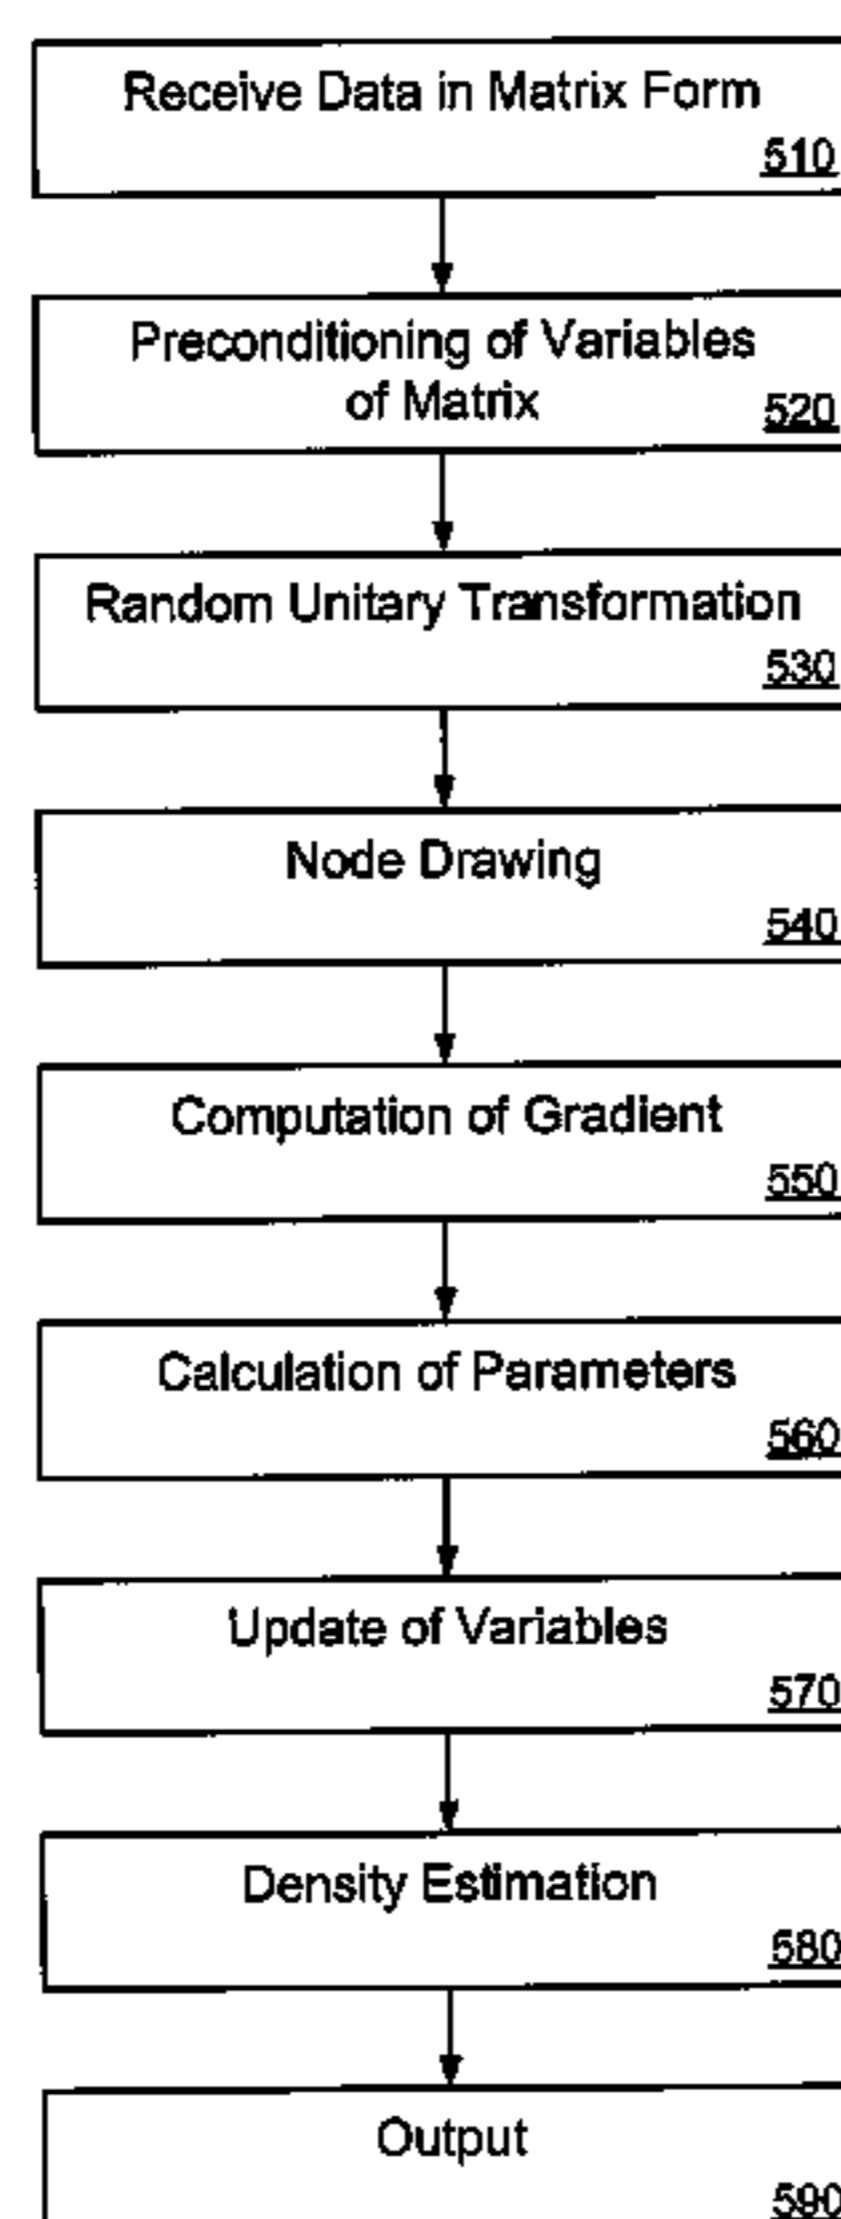 Receive Data in Matrix Form
510
Preconditioning of Variables
of Matrix
520
Random Unitary Transformation
530
Node Drawing
540
Computation of Gradient
550
Calculation of Parameters
560
Update of Variables
570
Density Estimation
580
Output
590